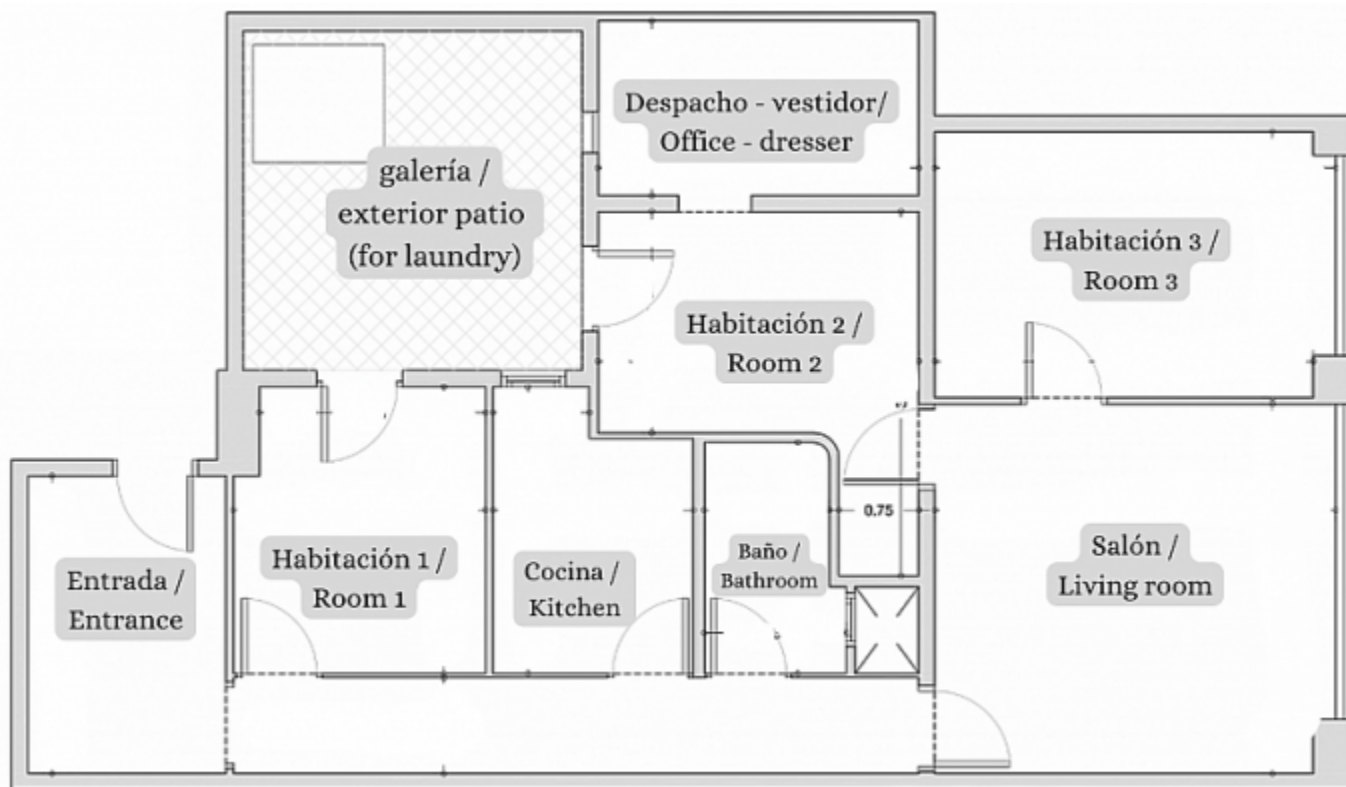 Despacho - vestidor/
Office - dresser
galería /
exterior patio
(for laundry)
Habitación 3 /
Room 3
Habitación 2 /
Room 2
0.75
Habitación 1 /
Room 1
Cocina /
Kitchen
Baño /
Bathroom
Salón /
Living room
Entrada /
Entrance